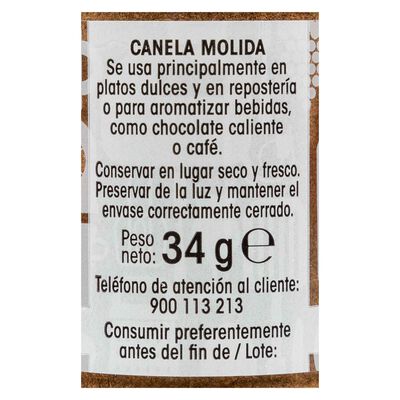 CANELA MOLIDA
Se usa principalmente en
platos dulces y en repostería
o para aromatizar bebidas,
como chocolate caliente
o café.
Conservar en lugar seco y fresco.
Preservar de la luz y mantener el
envase correctamente cerrado.
Peso neto: 34 g ℮
Teléfono de atención al cliente:
900 113 213
Consumir preferentemente
antes del fin de / Lote: